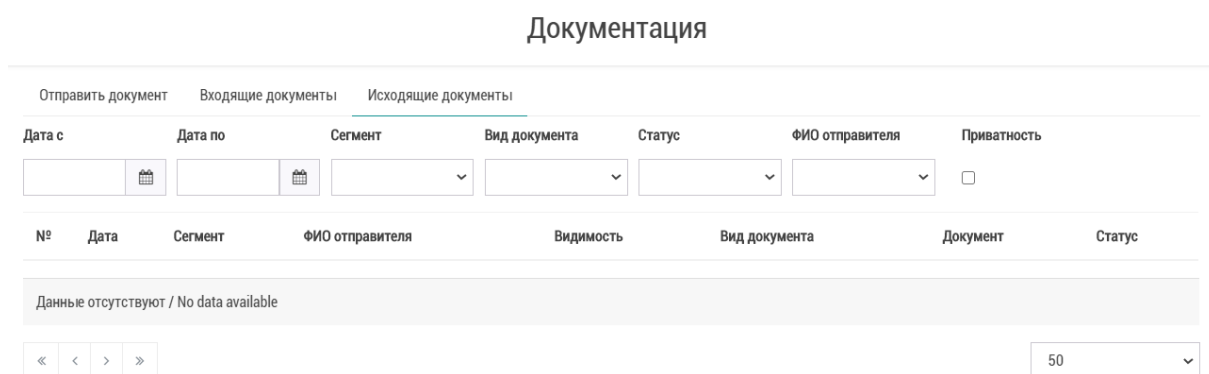 Документация
Отправить документ Входящие документы Исходящие документы
Дата с Дата по Сегмент Вид документа Статус ФИО отправителя Приватность
№ Дата Сегмент ФИО отправителя Видимость Вид документа Документ Статус
Данные отсутствуют / No data available
« < > » 50